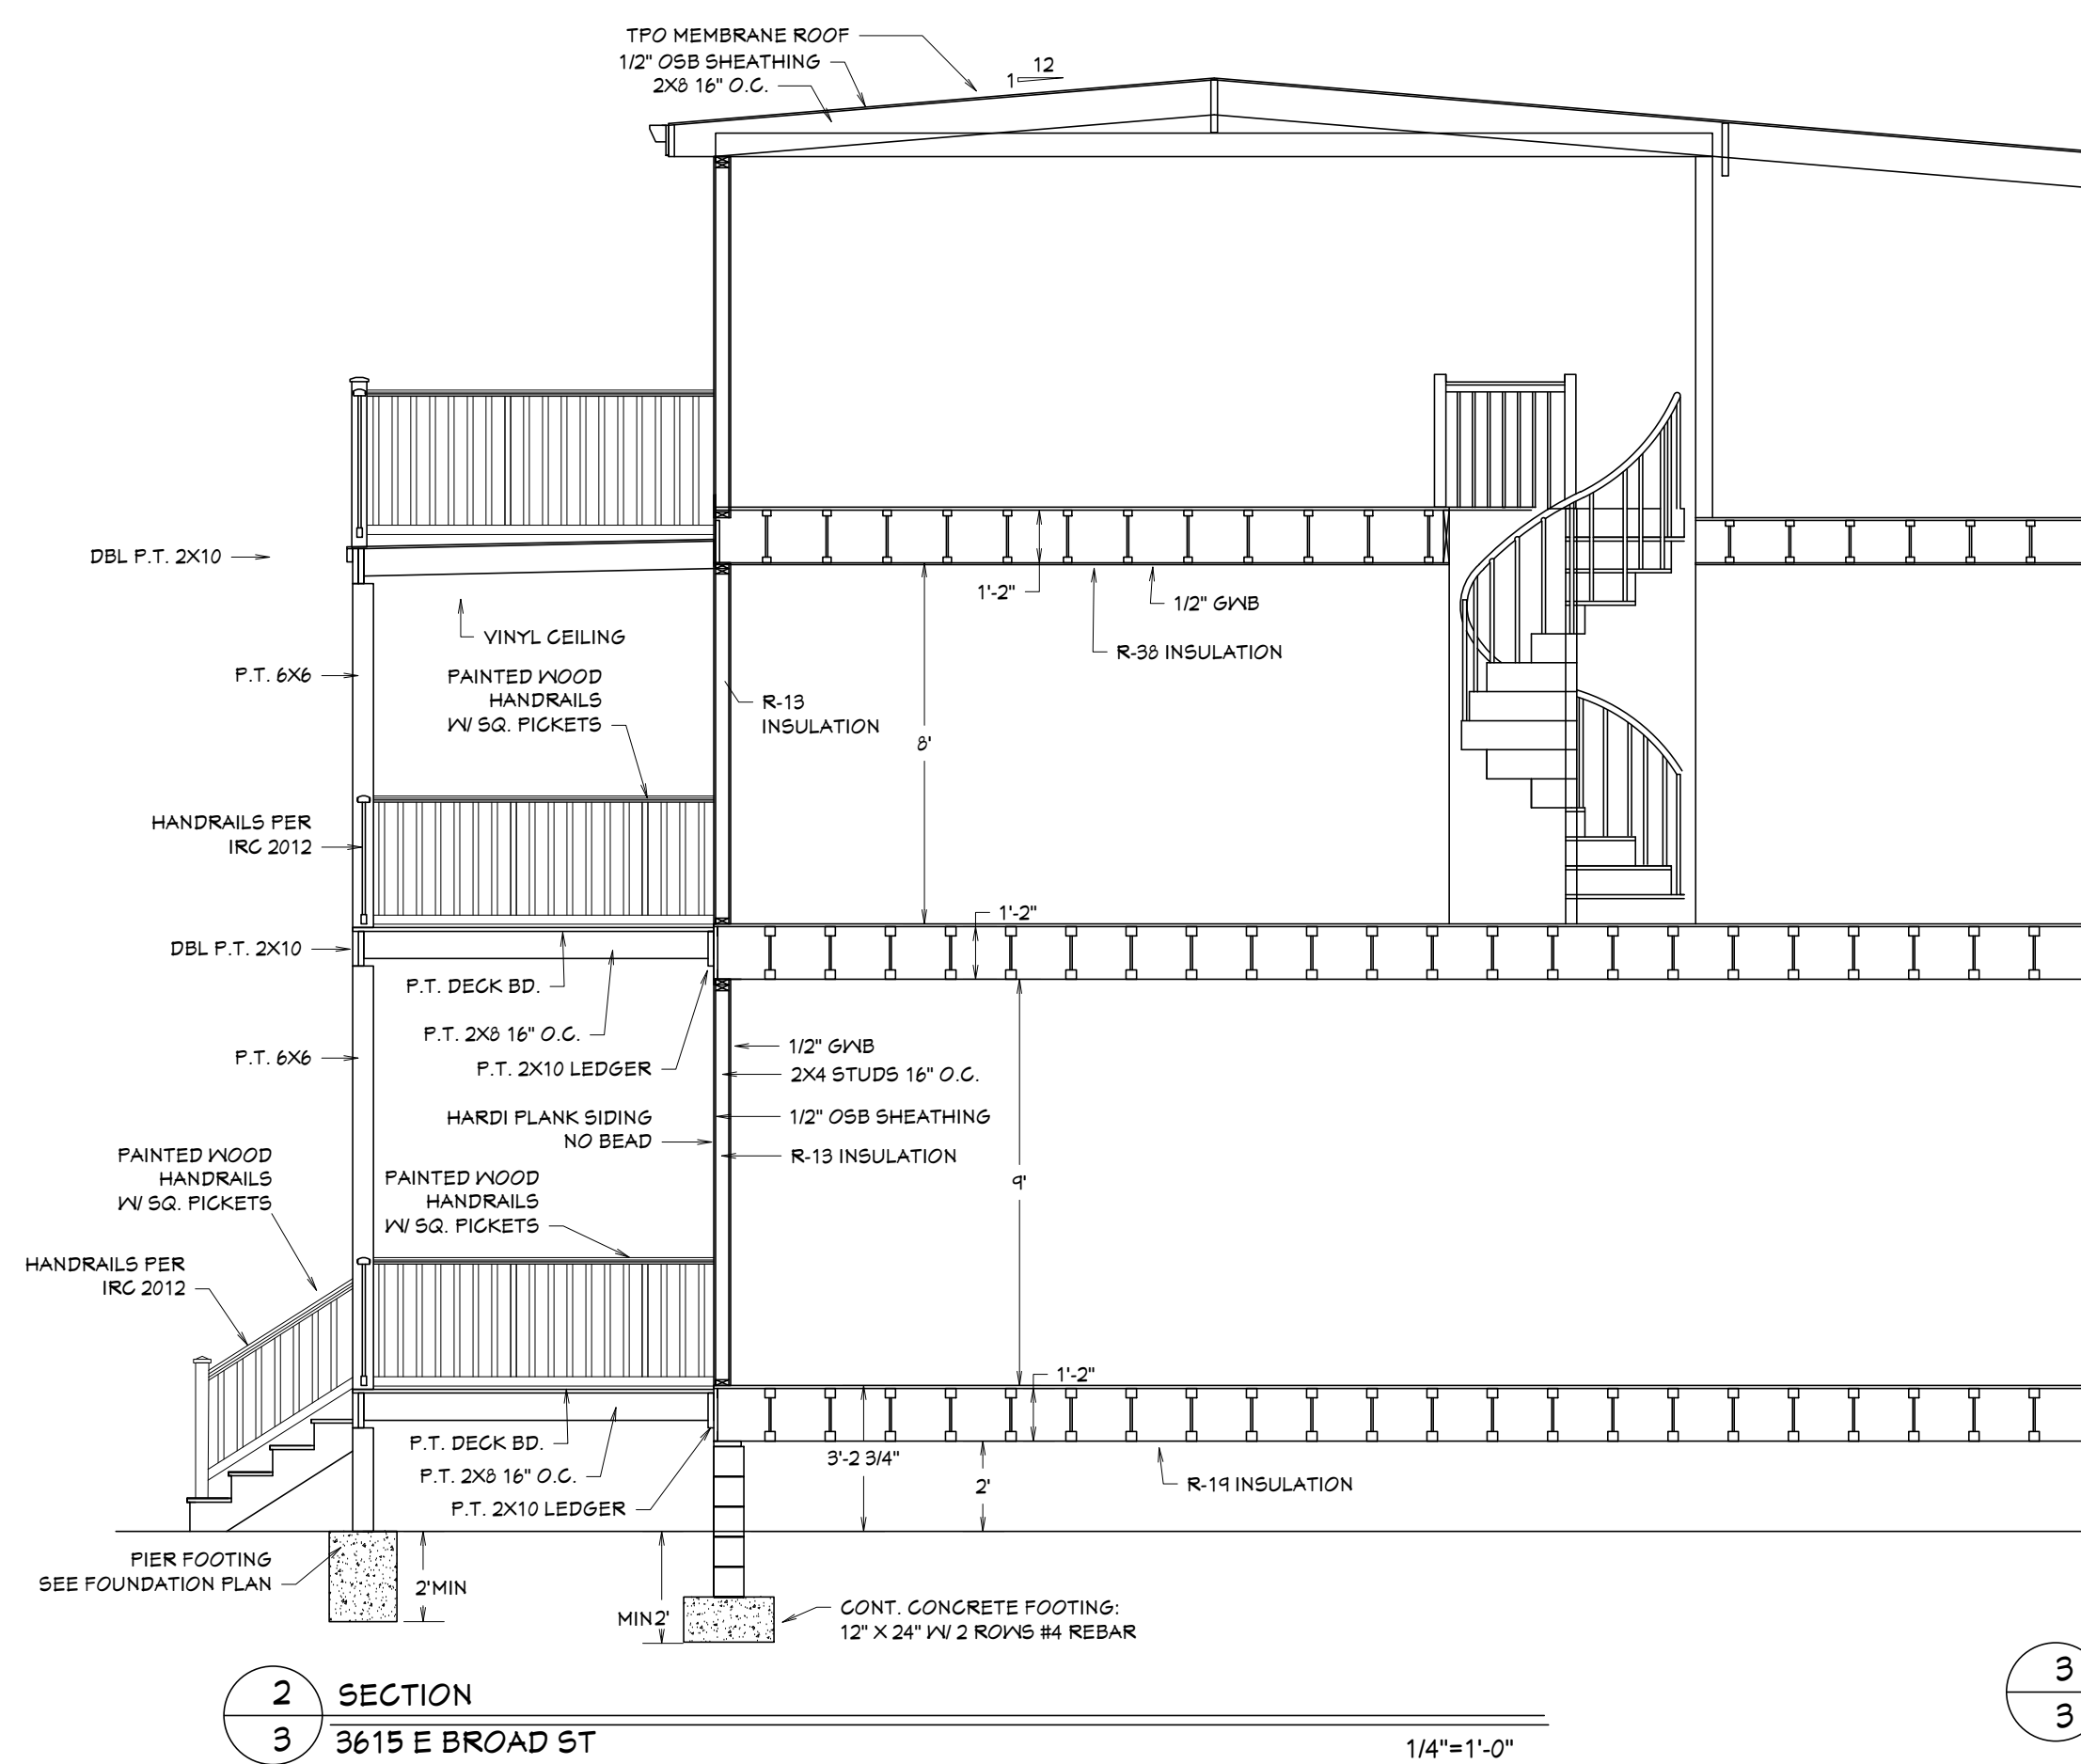 TPO MEMBRANE ROOF
1/2" OSB SHEATHING
2X8 16" O.C.
12
1
DBL P.T. 2X10
VINYL CEILING
1'-2"
1/2" GWB
R-38 INSULATION
P.T. 6X6
PAINTED WOOD
HANDRAILS
W/ SQ. PICKETS
R-13
INSULATION
8'
HANDRAILS PER
IRC 2012
1'-2"
DBL P.T. 2X10
P.T. DECK BD.
P.T. 2X8 16" O.C.
P.T. 2X10 LEDGER
P.T. 6X6
1/2" GWB
2X4 STUDS 16" O.C.
HARDI PLANK SIDING
NO BEAD
1/2" OSB SHEATHING
R-13 INSULATION
9'
PAINTED WOOD
HANDRAILS
W/ SQ. PICKETS
PAINTED WOOD
HANDRAILS
W/ SQ. PICKETS
HANDRAILS PER
IRC 2012
1'-2"
P.T. DECK BD.
P.T. 2X8 16" O.C.
P.T. 2X10 LEDGER
3'-2 3/4"
2'
R-19 INSULATION
PIER FOOTING
SEE FOUNDATION PLAN
2'MIN
MIN2'
CONT. CONCRETE FOOTING:
12" X 24" W/ 2 ROWS #4 REBAR
2
SECTION
3
3615 E BROAD ST
1/4"=1'-0"
3
3